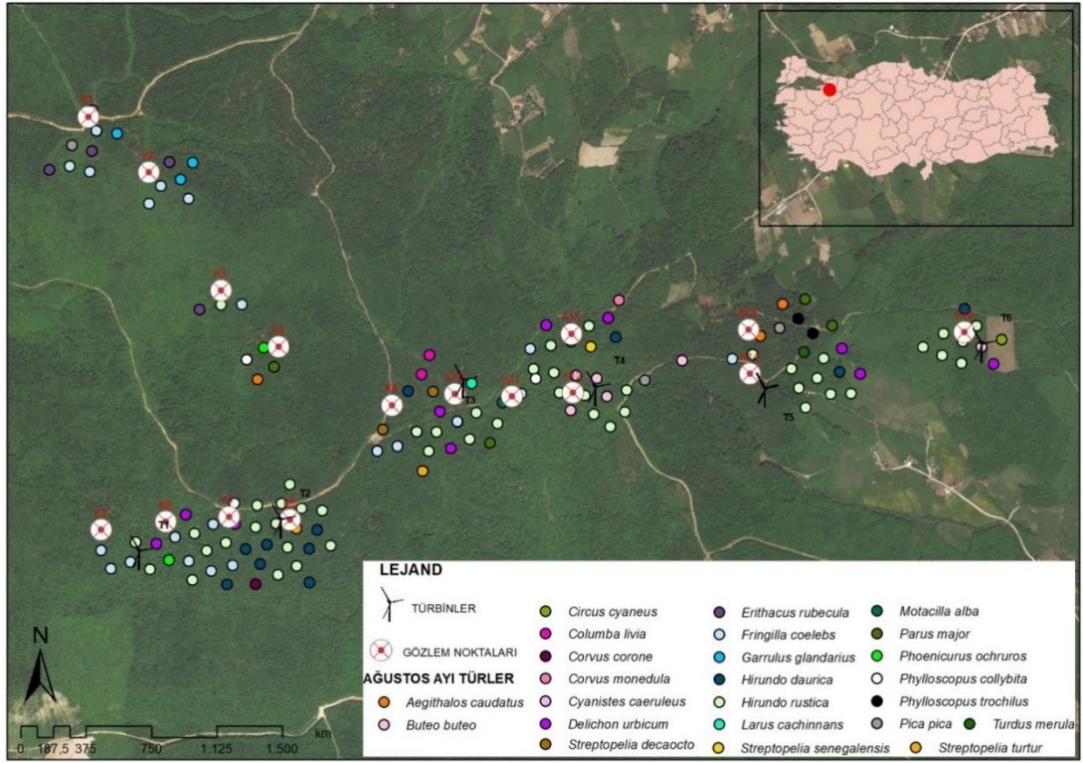 T6
T4
T3
T5
T2
T1
N
0 187,5 375 750 1.125 1.500 km
LEJAND
TÜRBİNLER
GÖZLEM NOKTALARI
AĞUSTOS AYI TÜRLER
Aegithalos caudatus
Buteo buteo
Circus cyaneus
Columba livia
Corvus corone
Corvus monedula
Cyanistes caeruleus
Delichon urbicum
Streptopelia decaocto
Erithacus rubecula
Fringilla coelebs
Garrulus glandarius
Hirundo daurica
Hirundo rustica
Larus cachinnans
Streptopelia senegalensis
Motacilla alba
Parus major
Phoenicurus ochruros
Phylloscopus collybita
Phylloscopus trochilus
Pica pica
Turdus merula
Streptopelia turtur